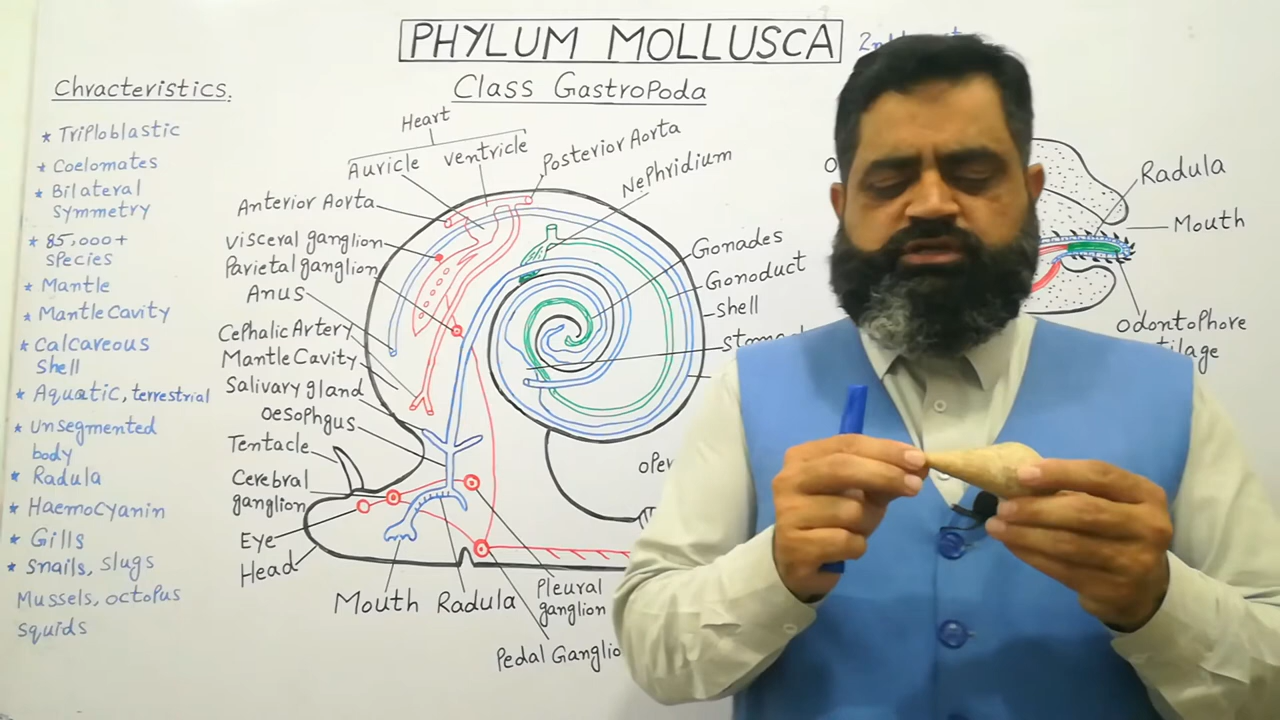 PHYLUM MOLLUSCA
Class GastroPoda
Chracteristics.
* Triploblastic
* Coelomates
* Bilateral
symmetry
* 85,000+
species
* Mantle
* Mantle Cavity
* Calcareous
shell
* Aquatic, terrestrial
* unsegmented
body
* Radula
* Haemocyanin
* Gills
* snails, slugs
Mussels, octopus
squids
Heart
Auricle ventricle
Posterior Aorta
Nephridium
Anterior Aorta
visceral ganglion
Parietal ganglion
Anus
Cephalic Artery
Mantle Cavity
Salivary gland
oesophgus
Tentacle
Cerebral
ganglion
Eye
Head
Mouth Radula
Pleural
ganglion
Pedal Ganglio
Gonades
Gonoduct
shell
stoma
oper
Radula
Mouth
odontoPhore
tilage